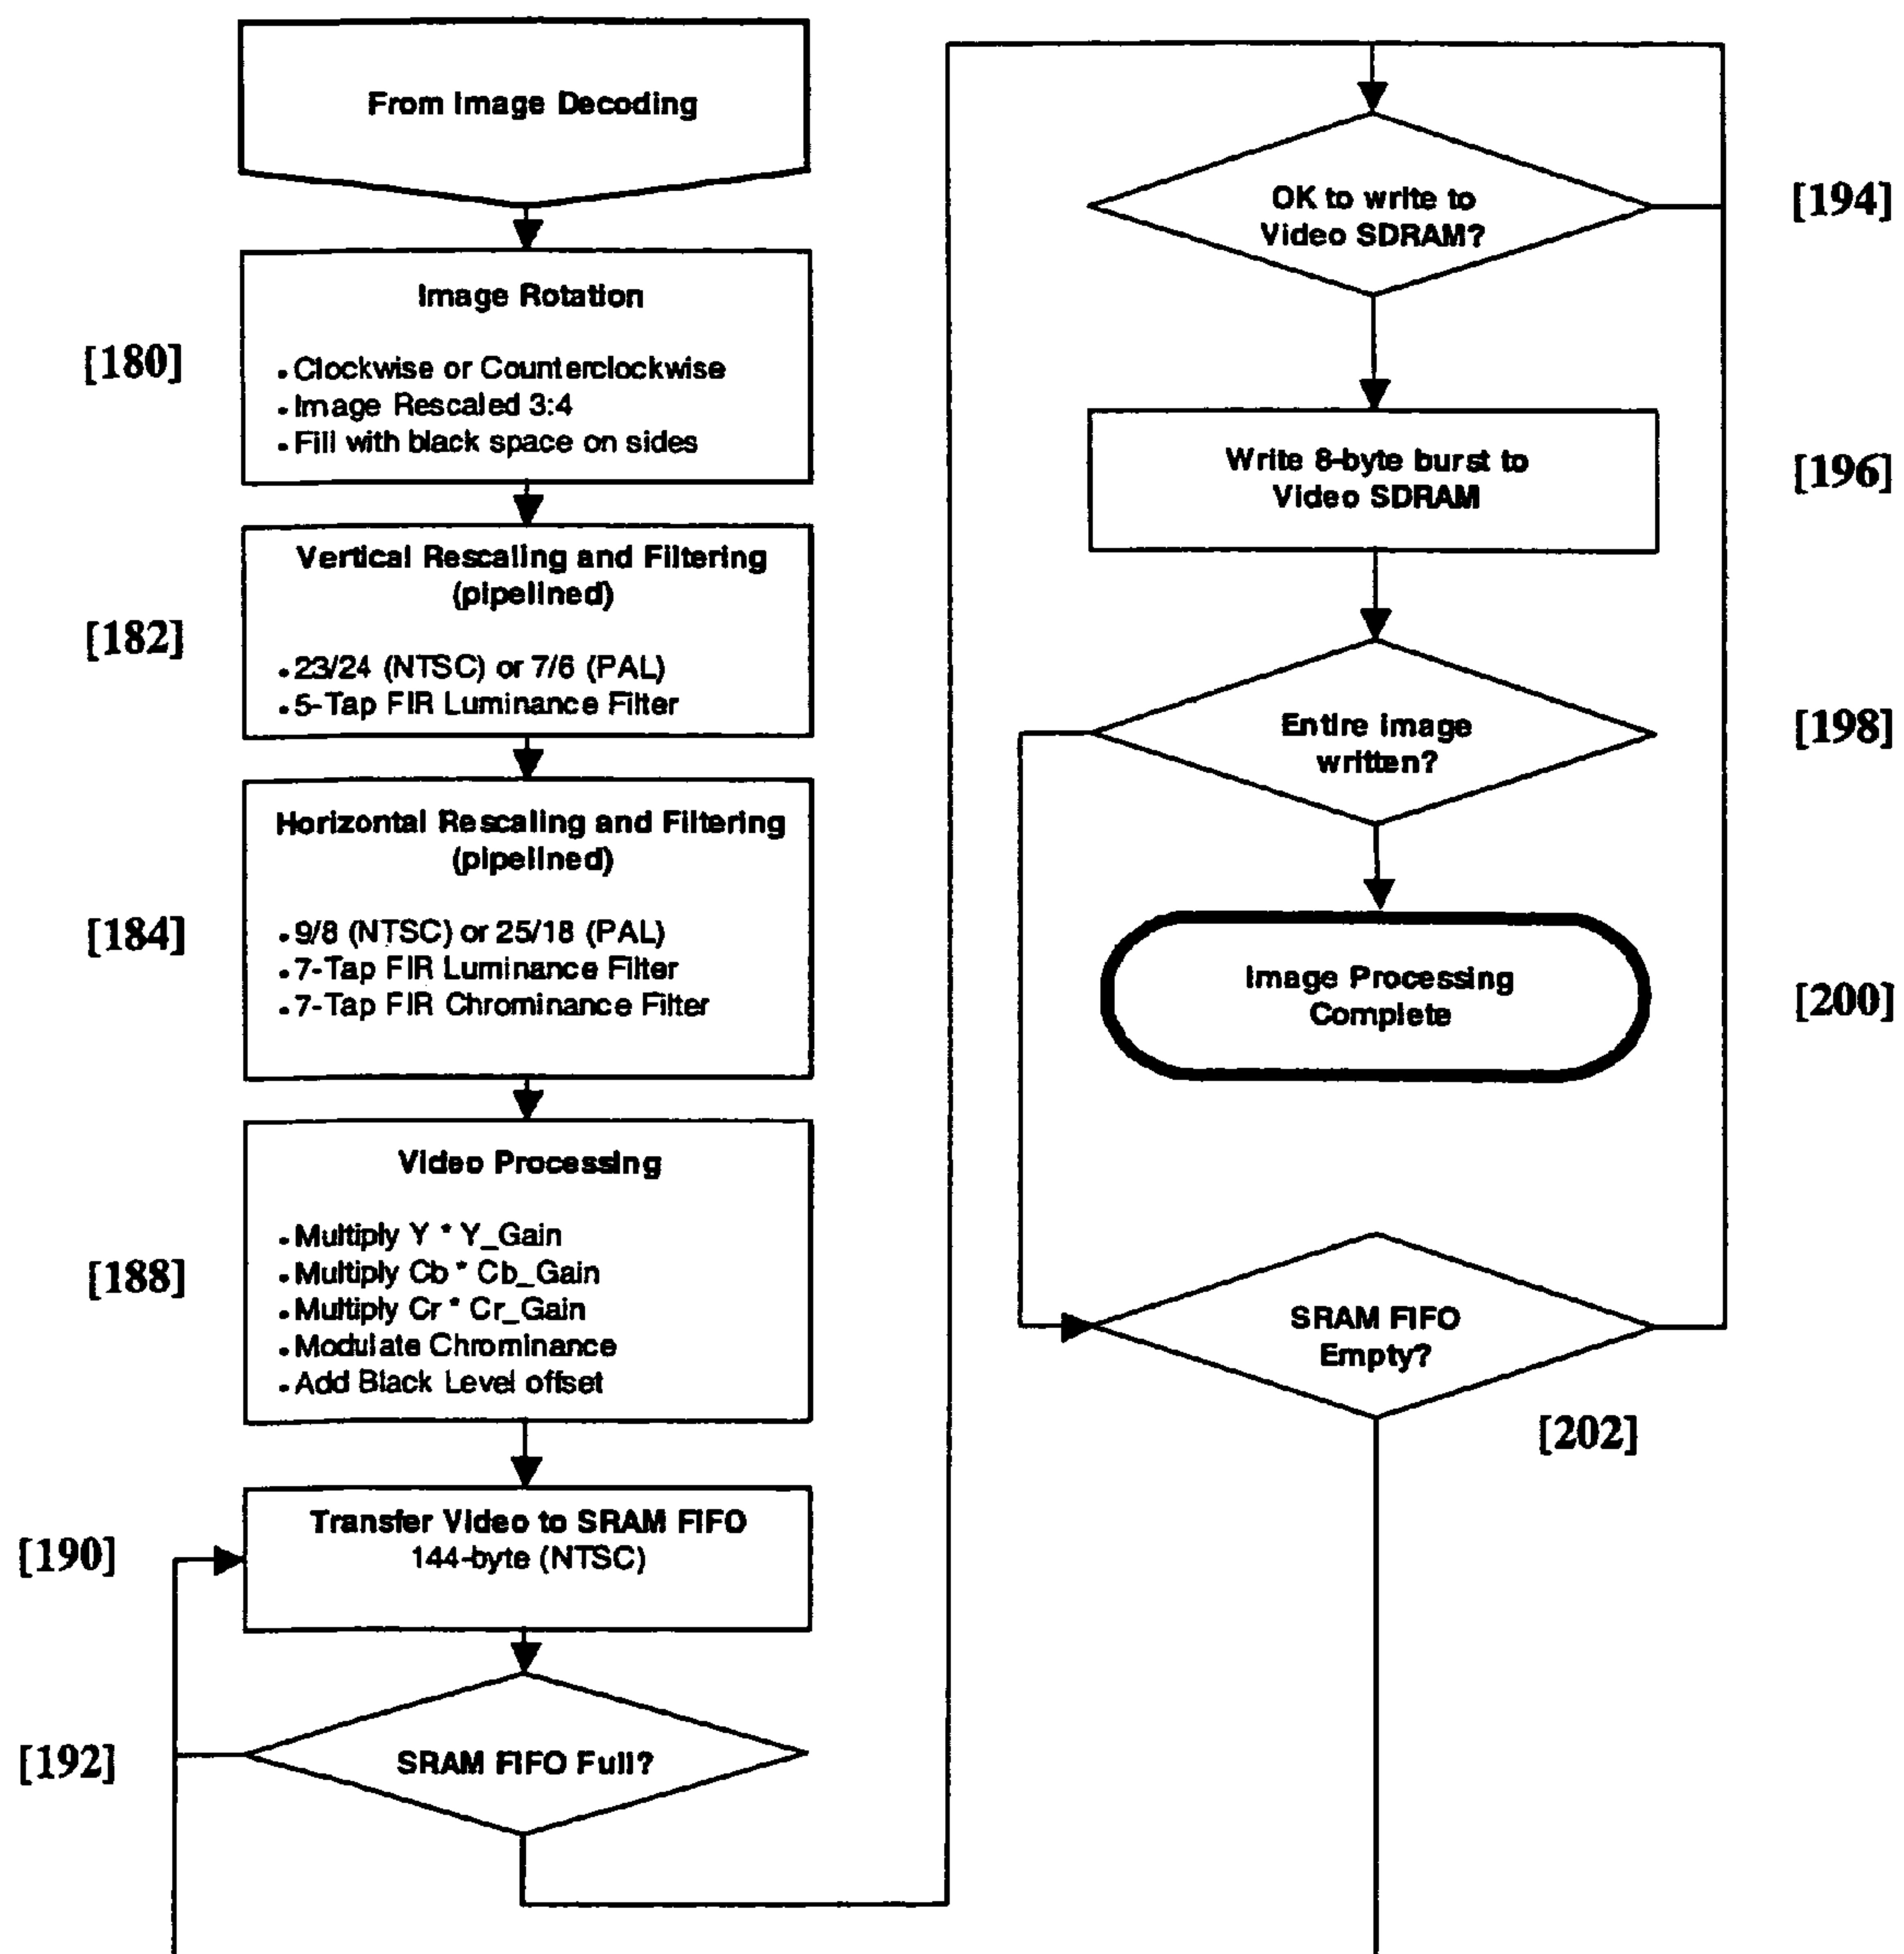 From Image Decoding
[180]
Image Rotation
• Clockwise or Counterclockwise
• Image Rescaled 3:4
• Fill with black space on sides
[182]
Vertical Rescaling and Filtering
(pipelined)
• 23/24 (NTSC) or 7/6 (PAL)
• 5-Tap FIR Luminance Filter
[184]
Horizontal Rescaling and Filtering
(pipelined)
• 9/8 (NTSC) or 25/18 (PAL)
• 7-Tap FIR Luminance Filter
• 7-Tap FIR Chrominance Filter
[188]
Video Processing
• Multiply Y * Y_Gain
• Multiply Cb * Cb_Gain
• Multiply Cr * Cr_Gain
• Modulate Chrominance
• Add Black Level offset
[190]
Transfer Video to SRAM FIFO
144-byte (NTSC)
[192]
SRAM FIFO Full?
OK to write to
Video SDRAM?
[194]
Write 8-byte burst to
Video SDRAM
[196]
Entire image
written?
[198]
Image Processing
Complete
[200]
SRAM FIFO
Empty?
[202]